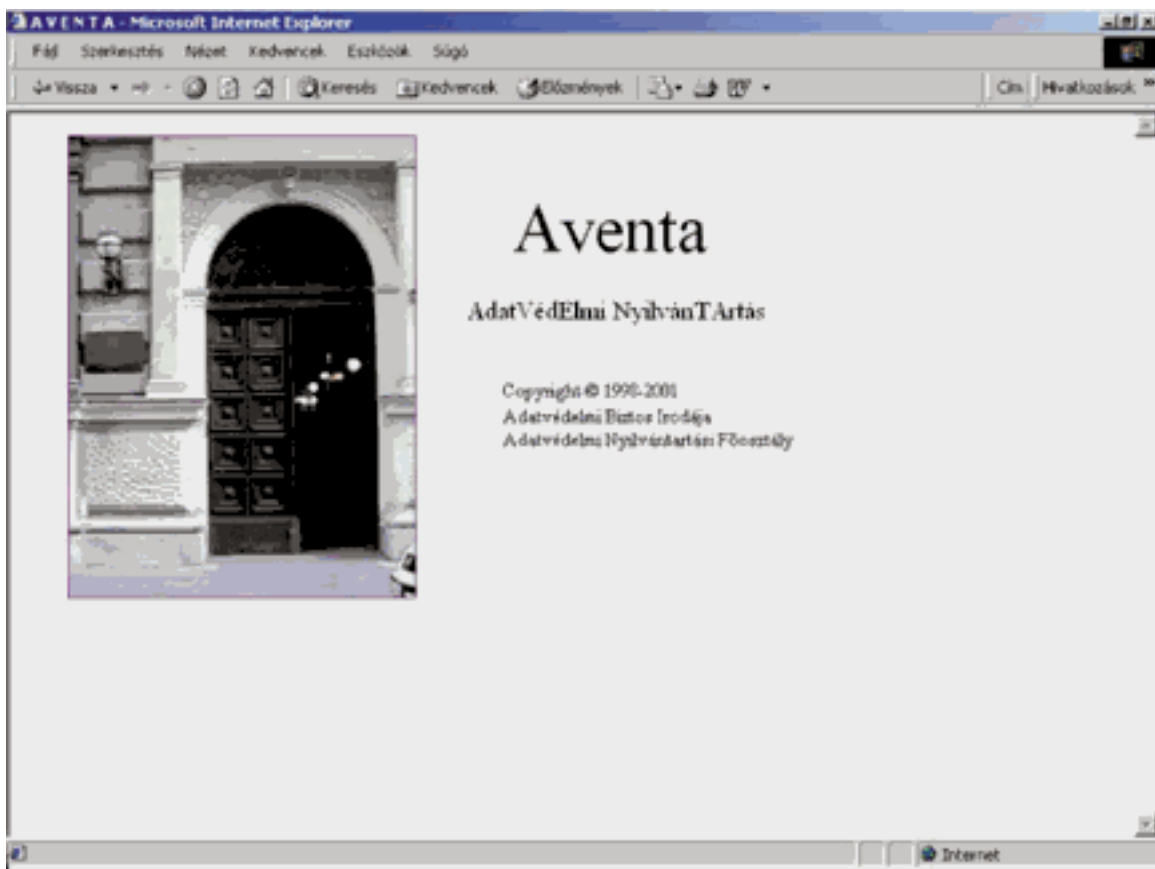 A V E N T A - Microsoft Internet Explorer
Fájl Szerkesztés Nézet Kedvencek Eszközök Súgó
Vissza Keresés Kedvencek Előzmények Cím Hivatkozások »
Aventa
AdatVédElmi NyilvánTArtás
Copyright © 1998-2001
Adatvédelmi Biztos Irodája
Adatvédelmi Nyilvántartási Főosztály
Internet